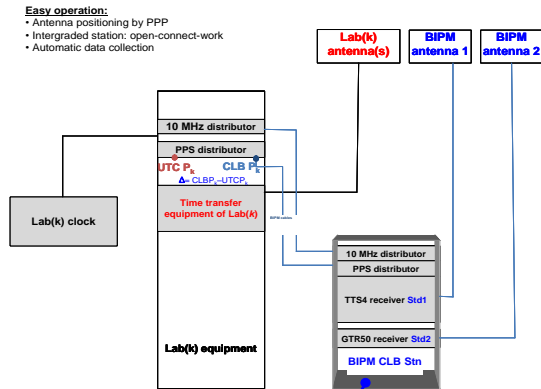 Easy operation:
• Antenna positioning by PPP
• Intergraded station: open-connect-work
• Automatic data collection
Lab(k)
antenna(s)
BIPM
antenna 1
BIPM
antenna 2
10 MHz distributor
PPS distributor
UTC Pk
CLB Pk
Δ= CLBPk–UTCPk
Time transfer
equipment of Lab(k)
BIPM cables
Lab(k) clock
10 MHz distributor
PPS distributor
TTS4 receiver Std1
GTR50 receiver Std2
BIPM CLB Stn
Lab(k) equipment